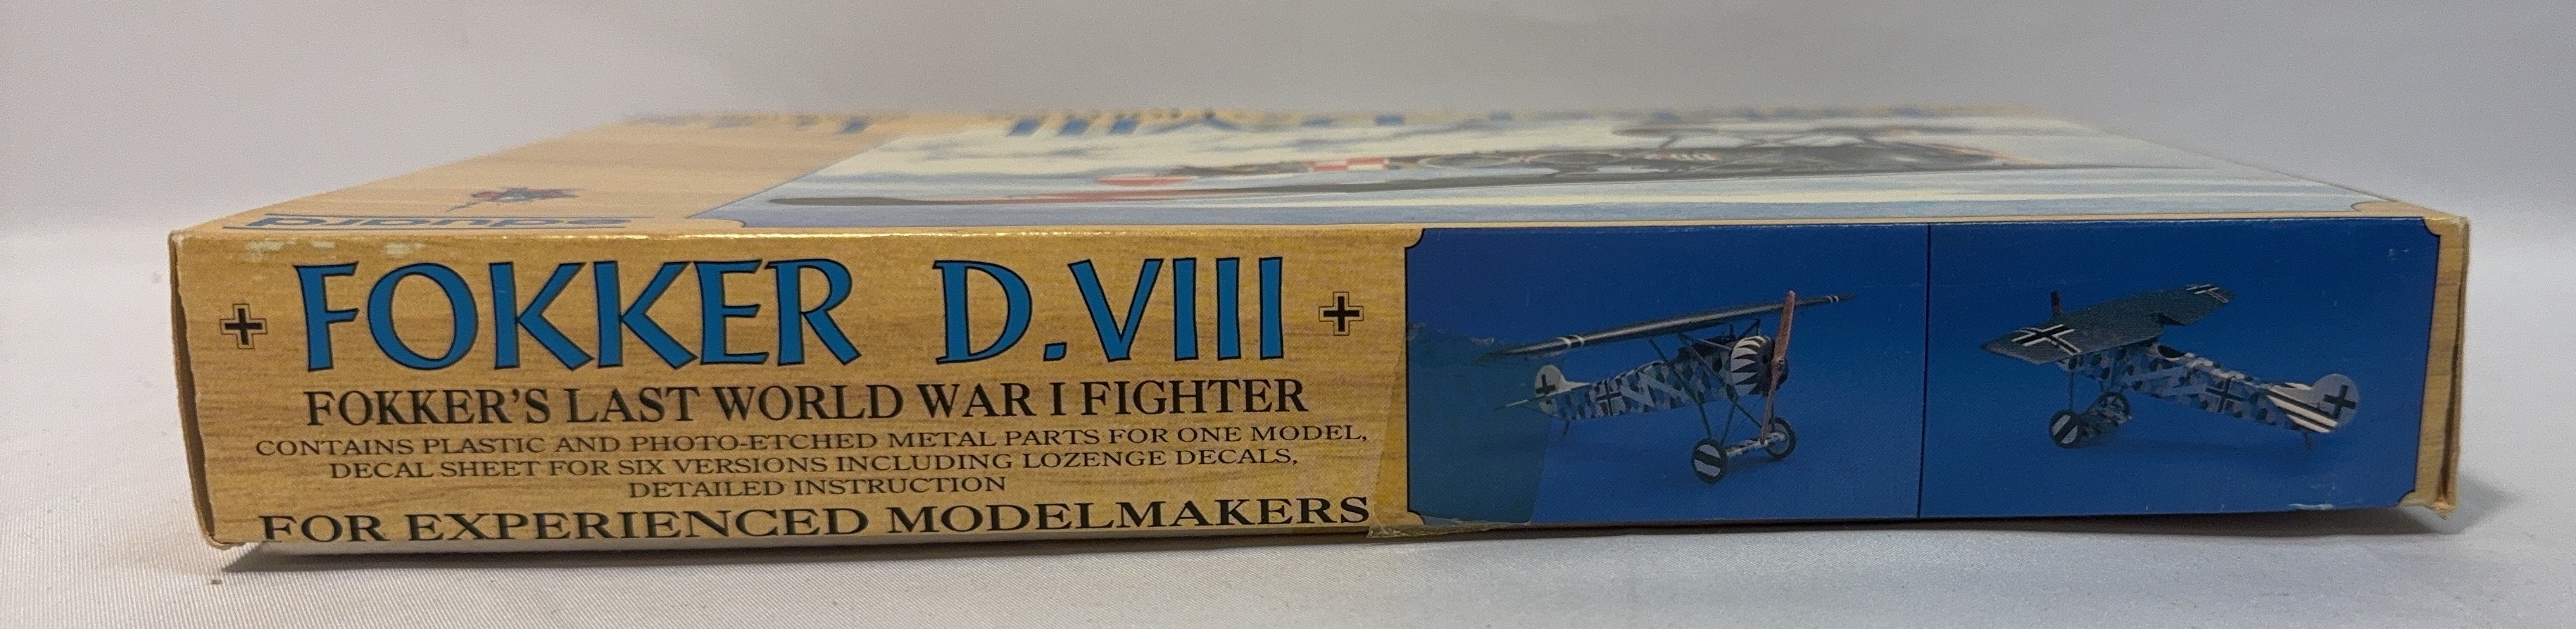 eduard
FOKKER D.VIII
FOKKER'S LAST WORLD WAR I FIGHTER
CONTAINS PLASTIC AND PHOTO-ETCHED METAL PARTS FOR ONE MODEL,
DECAL SHEET FOR SIX VERSIONS INCLUDING LOZENGE DECALS,
DETAILED INSTRUCTION
FOR EXPERIENCED MODELMAKERS